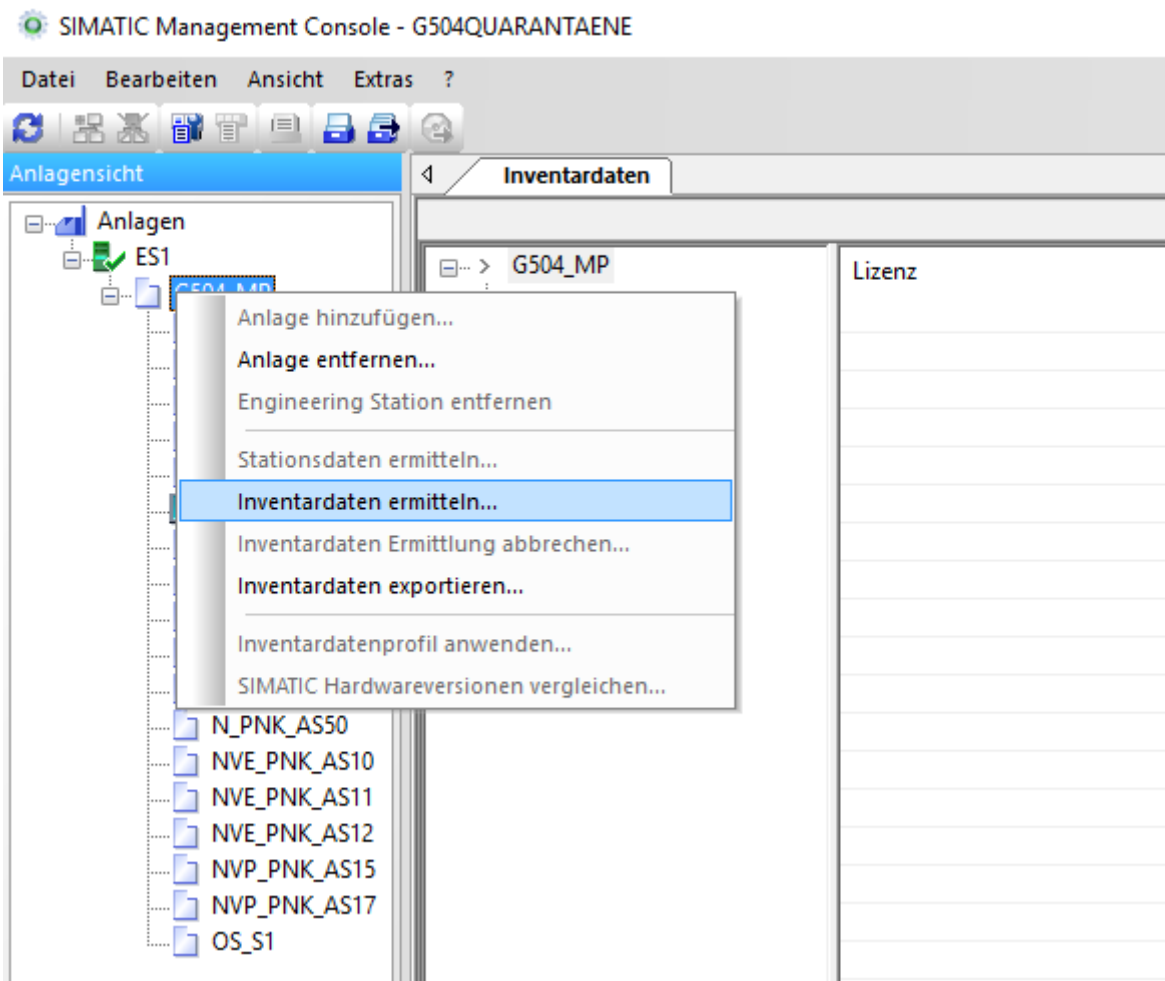 SIMATIC Management Console - G504QUARANTAENE
Datei Bearbeiten Ansicht Extras ?
Anlagensicht
Inventardaten
Anlagen
ES1
G504_MP
G504_MP
Lizenz
Anlage hinzufügen...
Anlage entfernen...
Engineering Station entfernen
Stationsdaten ermitteln...
Inventardaten ermitteln...
Inventardaten Ermittlung abbrechen...
Inventardaten exportieren...
Inventardatenprofil anwenden...
SIMATIC Hardwareversionen vergleichen...
N_PNK_AS50
NVE_PNK_AS10
NVE_PNK_AS11
NVE_PNK_AS12
NVP_PNK_AS15
NVP_PNK_AS17
OS_S1